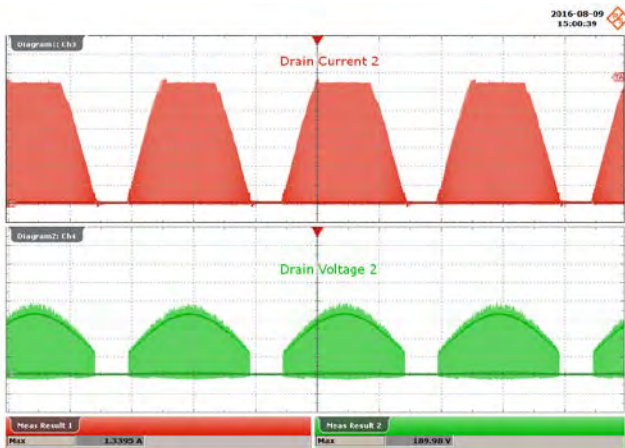 2016-08-09
15:00:39
Diagram1: Ch3
Drain Current 2
Diagram2: Ch4
Drain Voltage 2
Meas Result 1
Meas Result 2
Max 1.3395 A
Max 189.98 V